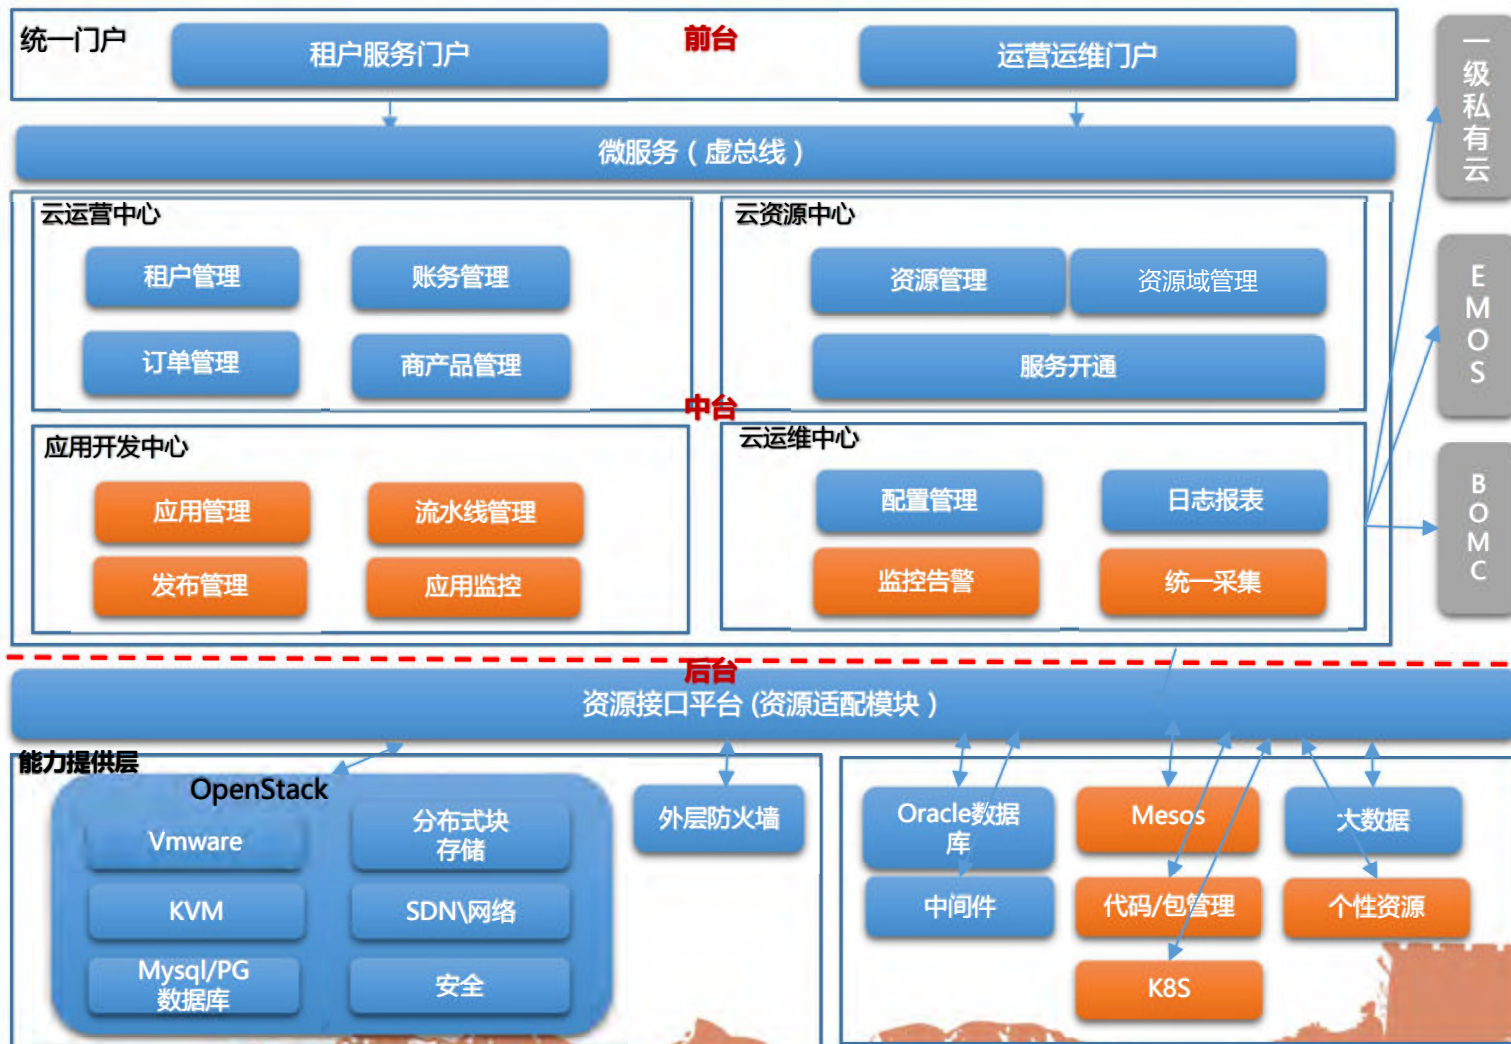 统一门户
租户服务门户
前台
运营运维门户
微服务（虚总线）
云运营中心
租户管理
账务管理
订单管理
商产品管理
云资源中心
资源管理
资源域管理
服务开通
中台
应用开发中心
应用管理
流水线管理
发布管理
应用监控
云运维中心
配置管理
日志报表
监控告警
统一采集
一级私有云
EMOS
BOMC
后台
资源接口平台 (资源适配模块）
能力提供层
OpenStack
Vmware
分布式块
存储
KVM
SDN\网络
Mysql/PG
数据库
安全
外层防火墙
Oracle数据
库
Mesos
大数据
中间件
代码/包管理
个性资源
K8S